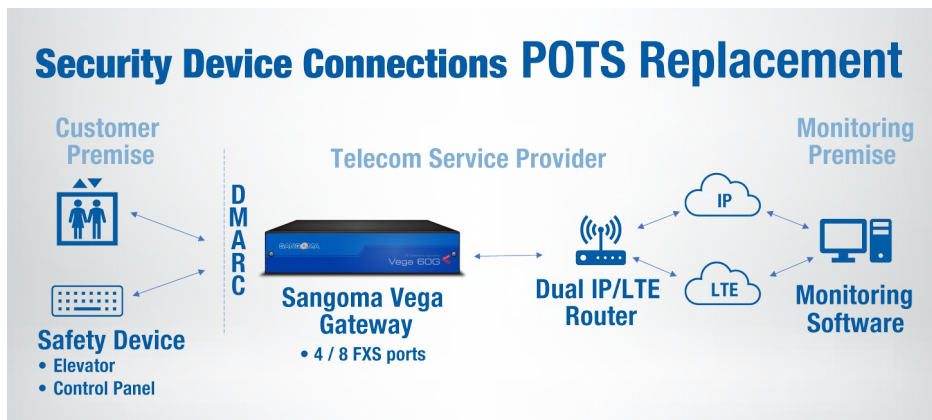 Security Device Connections POTS Replacement
Customer
Premise
Telecom Service Provider
Monitoring
Premise
DMARC
SANGOMA
Vega 60G
IP
LTE
Sangoma Vega
Gateway
• 4 / 8 FXS ports
Dual IP/LTE
Router
Monitoring
Software
Safety Device
• Elevator
• Control Panel